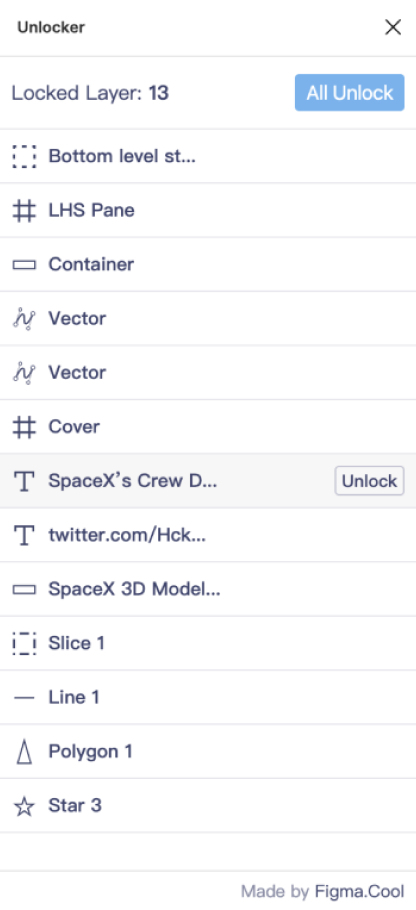 Unlocker
Locked Layer: 13
All Unlock
Bottom level st...
LHS Pane
Container
Vector
Vector
Cover
SpaceX’s Crew D...
Unlock
twitter.com/Hck...
SpaceX 3D Model...
Slice 1
Line 1
Polygon 1
Star 3
Made by Figma.Cool